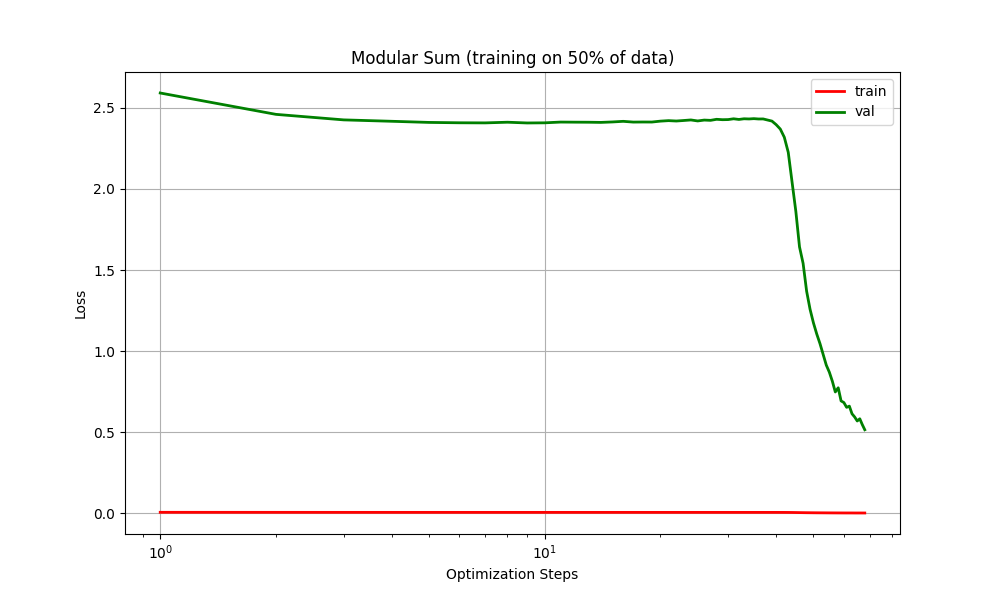 Modular Sum (training on 50% of data)
train
val
2.5
2.0
1.5
1.0
0.5
0.0
Loss
10⁰
10¹
Optimization Steps